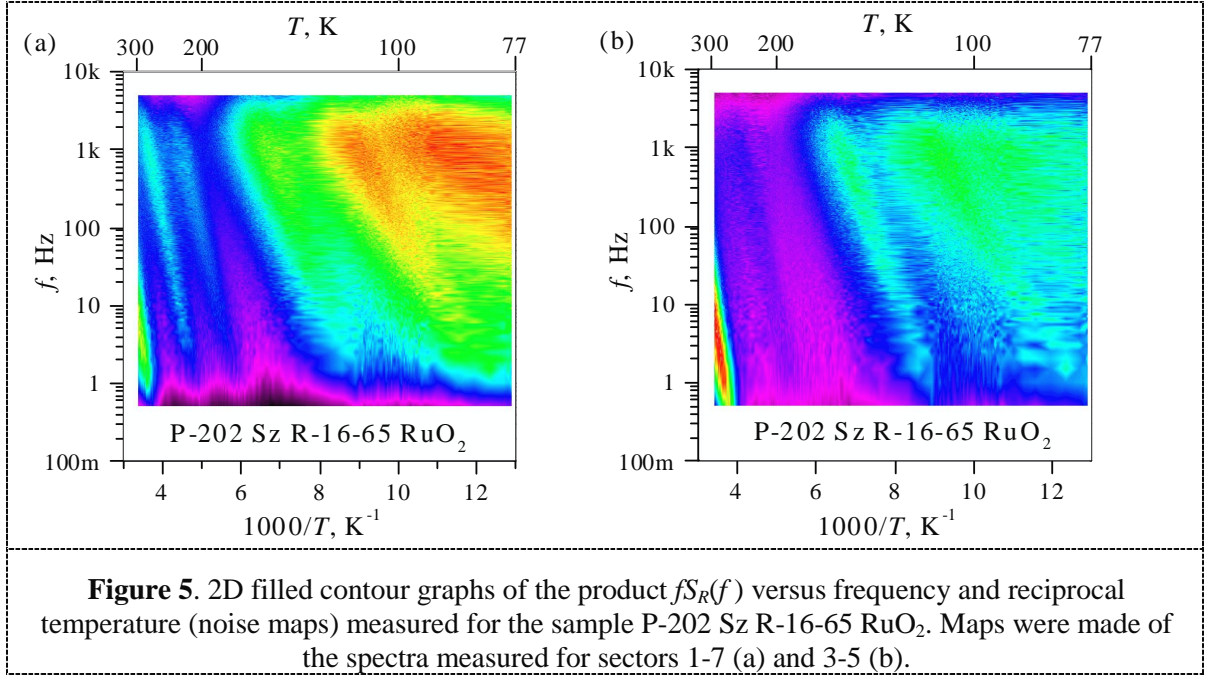 (a)
T, K
300 200 100 77
10k
1k
100
10
1
100m
f, Hz
P-202 Sz R-16-65 RuO₂
4 6 8 10 12
1000/T, K⁻¹
(b)
T, K
300 200 100 77
10k
1k
100
10
1
100m
f, Hz
P-202 Sz R-16-65 RuO₂
4 6 8 10 12
1000/T, K⁻¹
Figure 5. 2D filled contour graphs of the product fS_R(f ) versus frequency and reciprocal
temperature (noise maps) measured for the sample P-202 Sz R-16-65 RuO₂. Maps were made of
the spectra measured for sectors 1-7 (a) and 3-5 (b).